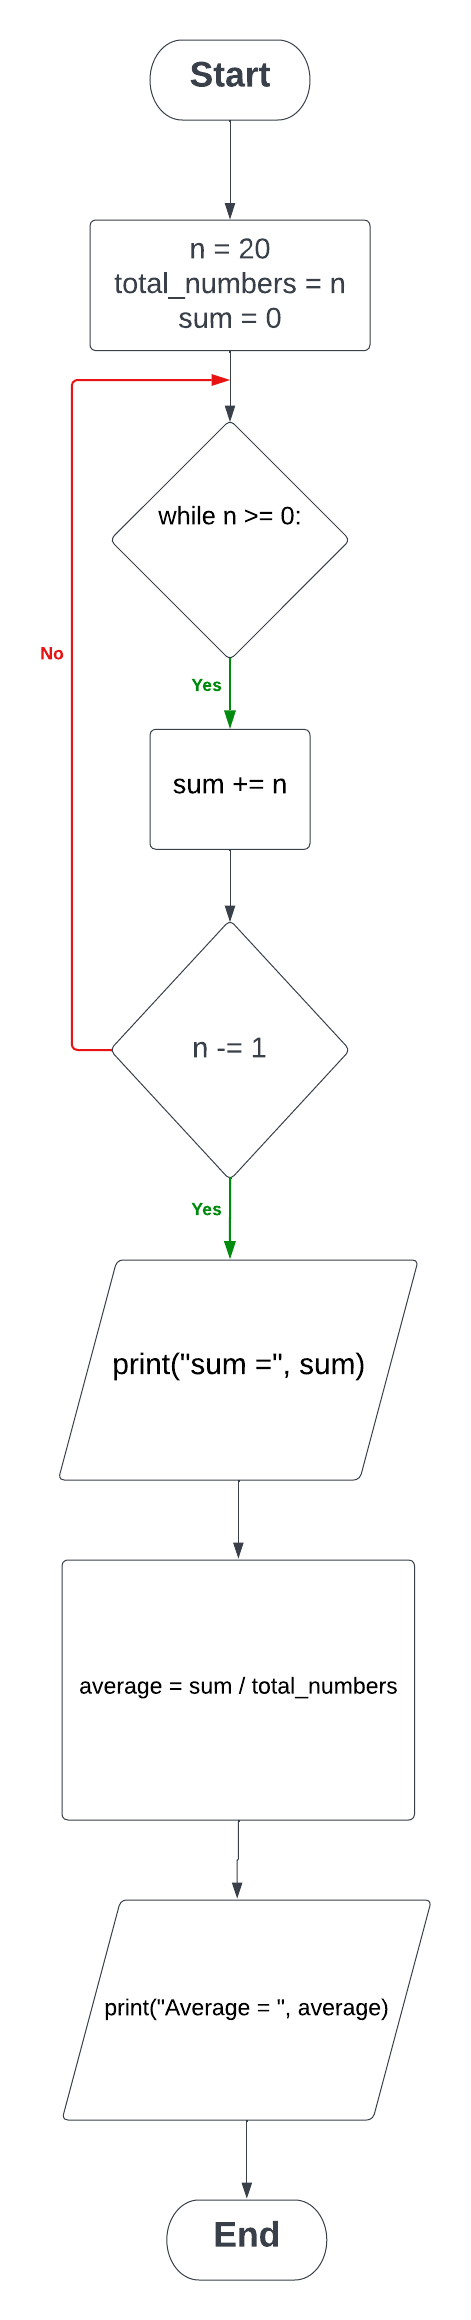 Start
n = 20
total_numbers = n
sum = 0
while n >= 0:
No
Yes
sum += n
n -= 1
Yes
print("sum =", sum)
average = sum / total_numbers
print("Average = ", average)
End